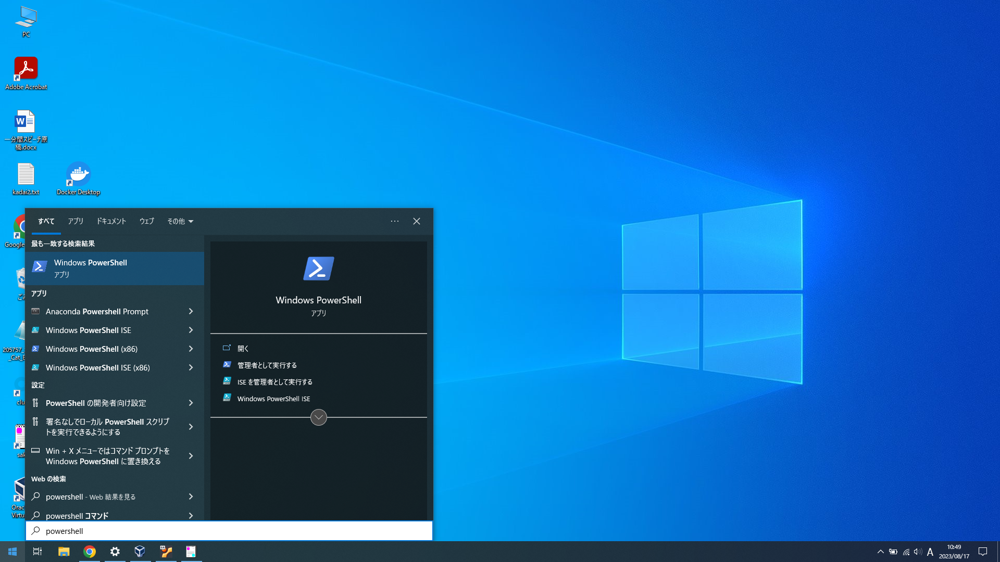 PC
Adobe Acrobat
一分間スピーチ原
稿.docx
kadai2.txt
Docker Desktop
Google
ごみ
205757_
_Cat_E
clu
sak
Orac
Virtu
すべて
アプリ
ドキュメント
ウェブ
その他
最も一致する検索結果
Windows PowerShell
アプリ
アプリ
Anaconda Powershell Prompt
Windows PowerShell ISE
Windows PowerShell (x86)
Windows PowerShell ISE (x86)
設定
PowerShell の開発者向け設定
署名なしでローカル PowerShell スクリプ
トを実行できるようにする
Win + X メニューではコマンド プロンプトを
Windows PowerShell に置き換える
Web の検索
powershell - Web 結果を見る
powershell コマンド
Windows PowerShell
アプリ
開く
管理者として実行する
ISE を管理者として実行する
Windows PowerShell ISE
powershell
A
10:49
2023/08/17